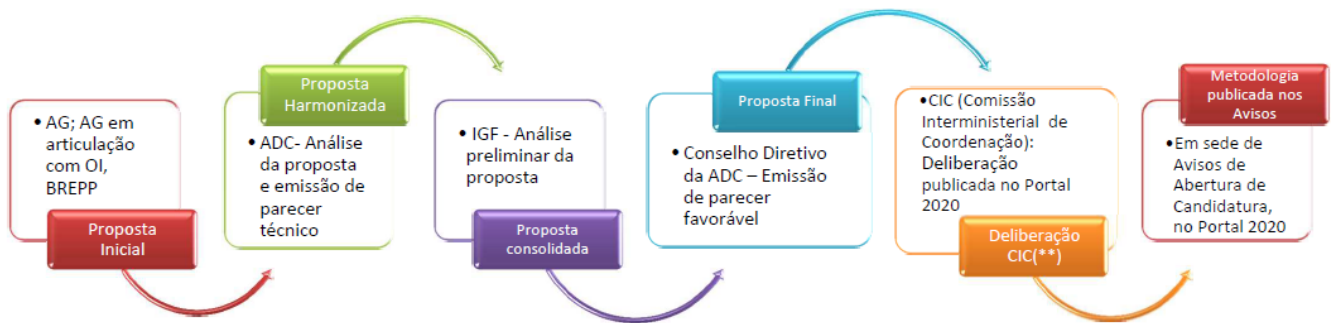 • AG; AG em
articulação
com OI,
BREPP
Proposta
Inicial
Proposta
Harmonizada
• ADC- Análise
da proposta
e emissão de
parecer
técnico
• IGF - Análise
preliminar da
proposta
Proposta
consolidada
Proposta Final
• Conselho Diretivo
da ADC – Emissão
de parecer
favorável
•CIC (Comissão
Interministerial de
Coordenação):
Deliberação
publicada no Portal
2020
Deliberação
CIC(**)
Metodologia
publicada nos
Avisos
•Em sede de
Avisos de
Abertura de
Candidatura,
no Portal 2020